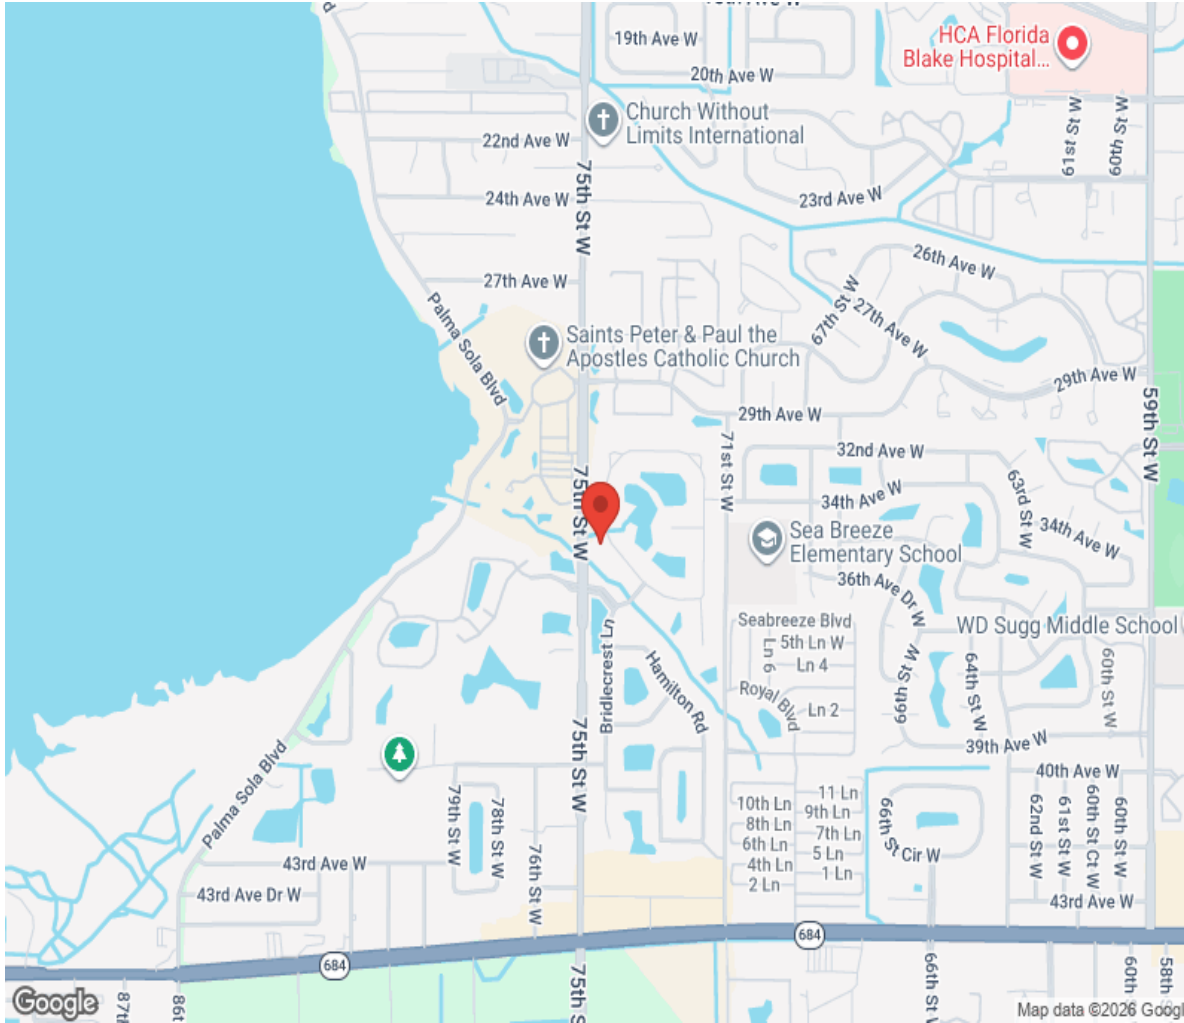 19th Ave W
20th Ave W
HCA Florida
Blake Hospital...
Church Without
Limits International
22nd Ave W
61st St W
60th St W
75th St W
24th Ave W
23rd Ave W
26th Ave W
27th Ave W
67th St W
27th Ave W
Palma Sola Blvd
Saints Peter & Paul the
Apostles Catholic Church
29th Ave W
59th St W
29th Ave W
71st St W
32nd Ave W
75th St W
34th Ave W
63rd St W
34th Ave W
Sea Breeze
Elementary School
36th Ave Dr W
Seabreeze Blvd
WD Sugg Middle School
5th Ln W
Ln 6
Ln 4
Bridlecrest Ln
Hamilton Rd
69th St W
64th St W
60th St W
Royal Blvd
Ln 2
75th St W
39th Ave W
Palma Sola Blvd
40th Ave W
79th St W
78th St W
11 Ln
10th Ln
9th Ln
8th Ln
7th Ln
6th Ln
5 Ln
4th Ln
1 Ln
2 Ln
66th St Cir W
62nd St W
61st St W
60th St Ct W
60th St W
76th St W
43rd Ave W
43rd Ave Dr W
43rd Ave W
684
684
75th S
66th St W
60th S
58th S
87t
86t
Google
Map data ©2026 Googl